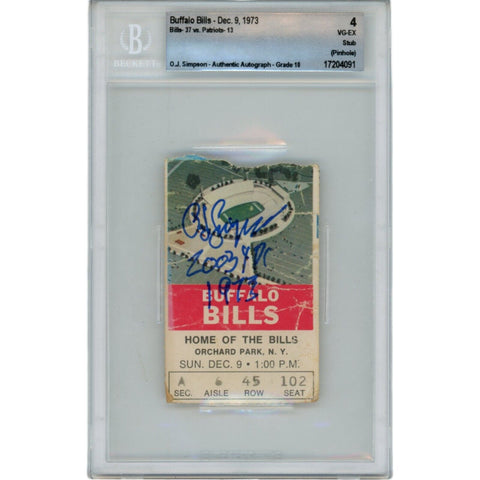 BECKETT
Buffalo Bills - Dec. 9, 1973
Bills- 37 vs. Patriots- 13
O.J. Simpson - Authentic Autograph - Grade 10
4
VG-EX
Stub
(Pinhole)
17204091
OJ Simpson
2003 yds
1973
BUFFALO
BILLS
HOME OF THE BILLS
ORCHARD PARK, N. Y.
SUN. DEC. 9 • 1:00 P.M.
A 6 45 102
SEC. AISLE ROW SEAT